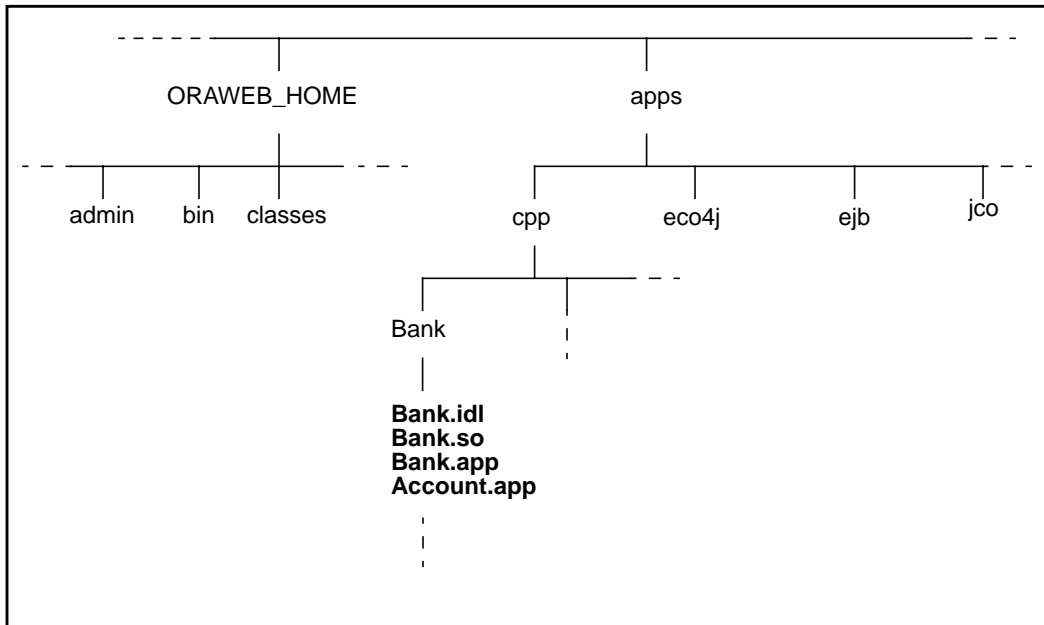 ORAWEB_HOME
apps
admin
bin
classes
cpp
eco4j
ejb
jco
Bank
Bank.idl
Bank.so
Bank.app
Account.app